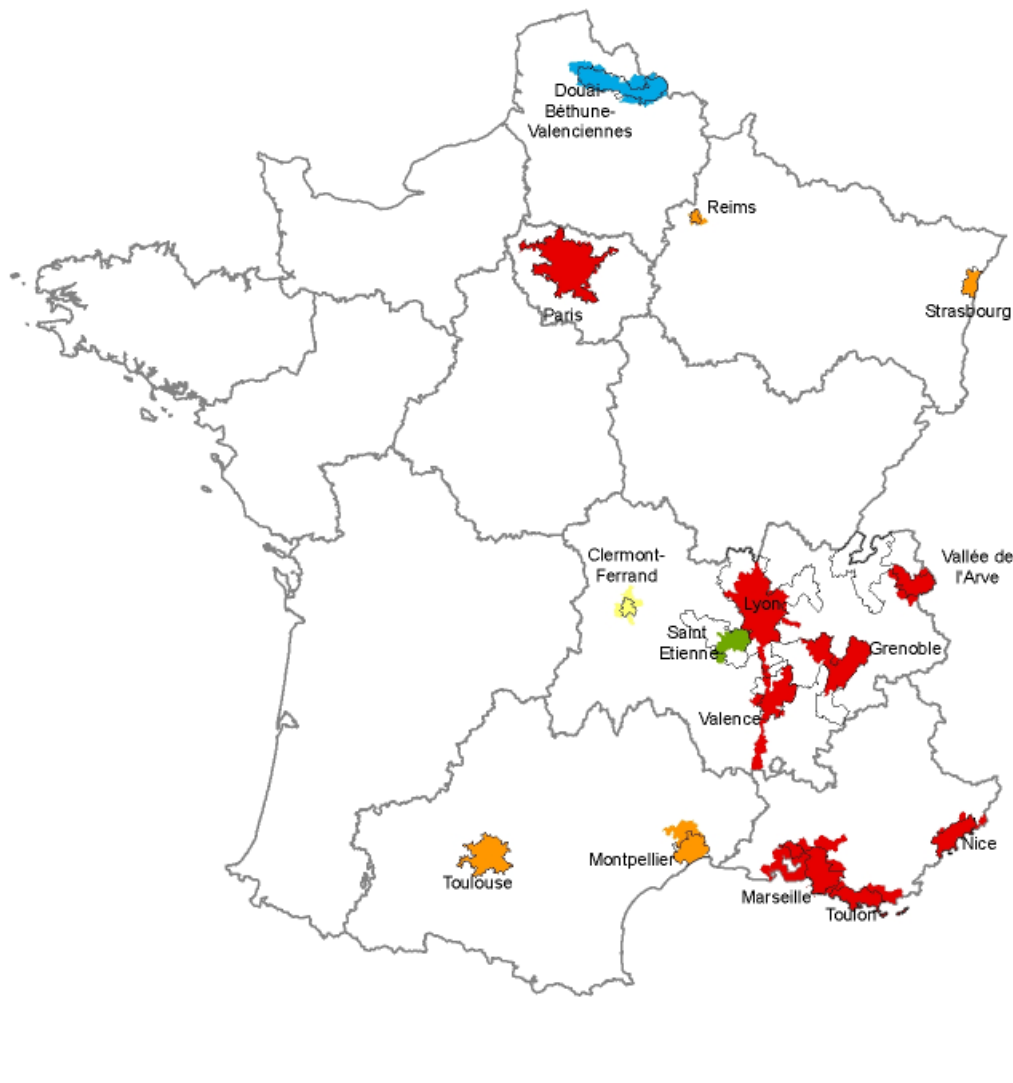 Douai-
Béthune-
Valenciennes
Reims
Strasbourg
Paris
Clermont-
Ferrand
Vallée de
l'Arve
Lyon
Saint
Etienne
Grenoble
Valence
Montpellier
Toulouse
Nice
Marseille
Toulon